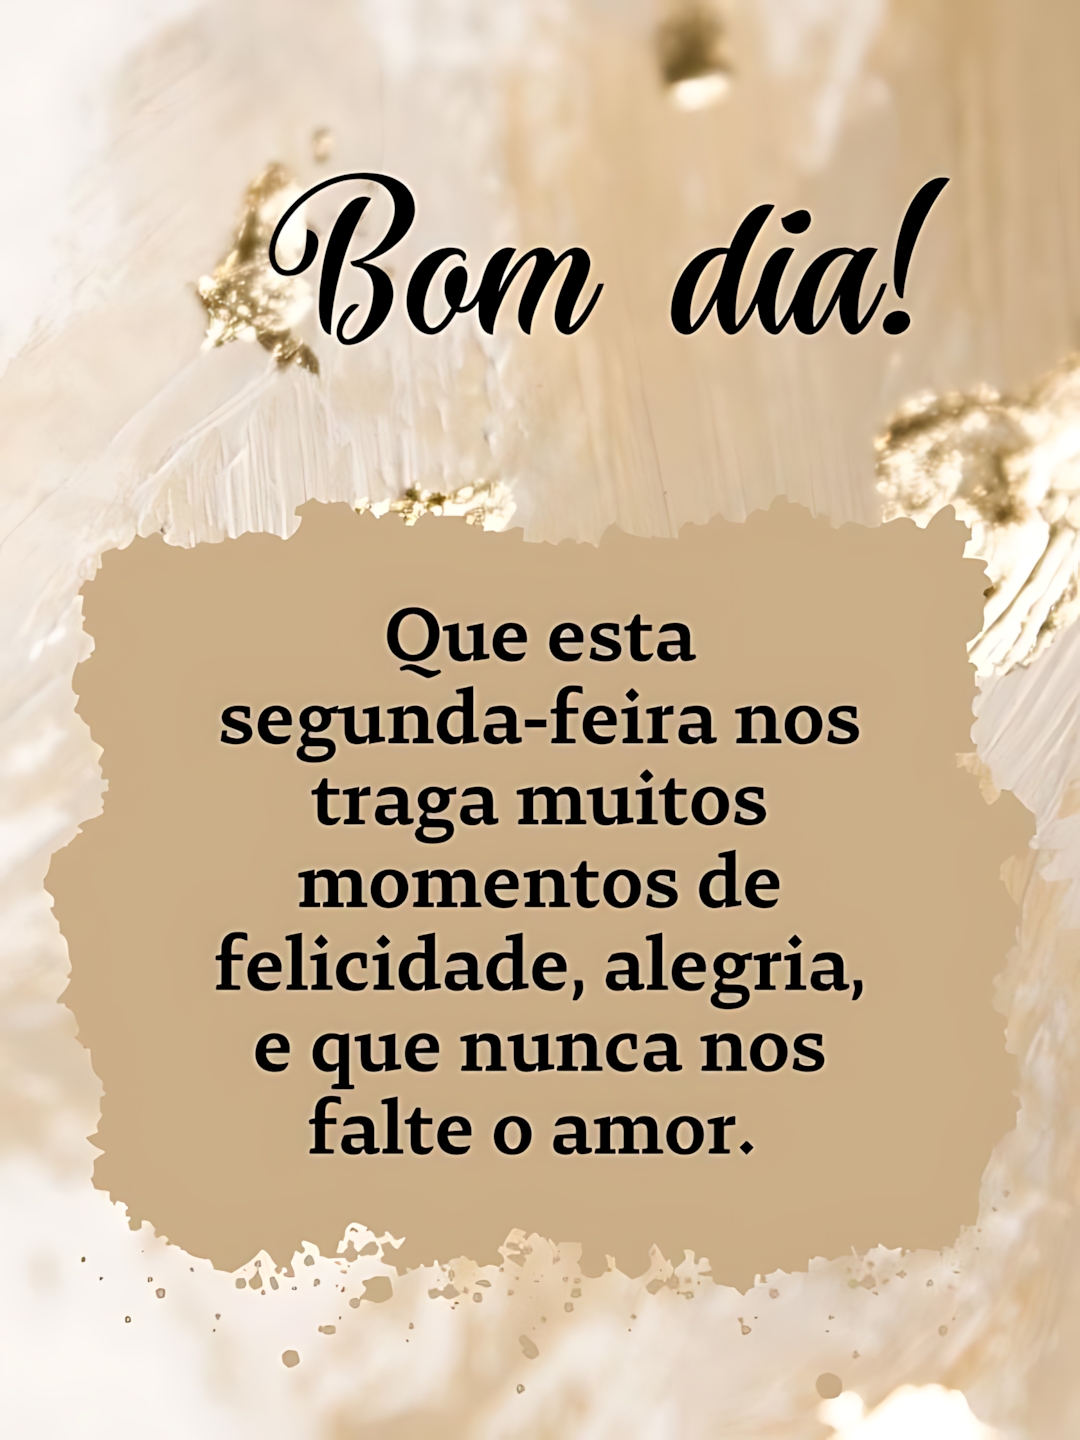 Bom dia!
Que esta
segunda-feira nos
traga muitos
momentos de
felicidade, alegria,
e que nunca nos
falte o amor.